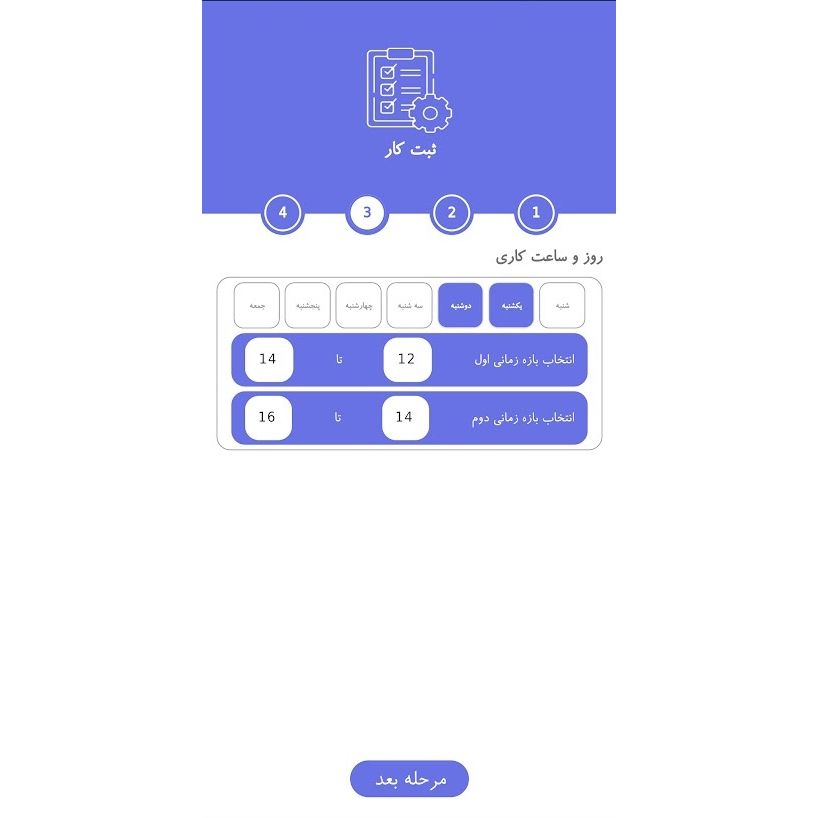 ثبت کار
1 2 3 4
روز و ساعت کاری
شنبه یکشنبه دوشنبه سه شنبه چهارشنبه پنجشنبه جمعه
انتخاب بازه زمانی اول 12 تا 14
انتخاب بازه زمانی دوم 14 تا 16
مرحله بعد